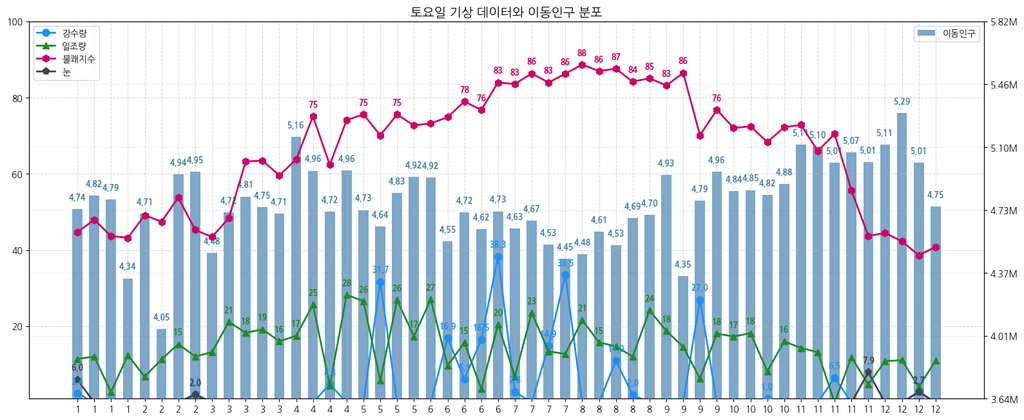 토요일 기상 데이터와 이동인구 분포
강수량
일조량
불쾌지수
눈
이동인구
100
80
60
40
20
5.82M
5.46M
5.10M
4.73M
4.37M
4.01M
3.64M
4,74 4,82 4,79 4,34 4,71 4,05 4,94 4,95 4,48 4,72 4,81 4,75 4,71 5,16 4,96 4,72 4,96 4,73 4,64 4,83 4,92 4,92 4,55 4,72 4,62 4,73 4,63 4,67 4,53 4,45 4,48 4,61 4,53 4,69 4,70 4,93 4,35 4,79 4,96 4,84 4,85 4,82 4,88 5,11 5,10 5,07 5,01 5,11 5,29 5,01 4,75
75 75 75 78 76 83 83 86 83 86 88 86 87 84 85 83 86 76
15 21 18 19 16 17 25 28 26 26 17 27 15 20 23 21 15 24 18 18 17 18 16
31,7 16,9 38,3 33,5 2,0 27,0 1,0 6,5
6,0 2,0 7,9
1 1 1 1 2 2 2 2 3 3 3 3 3 4 4 4 4 5 5 5 5 5 6 6 6 6 7 7 7 7 8 8 8 8 8 9 9 9 9 10 10 10 10 11 11 11 11 11 12 12 12 12